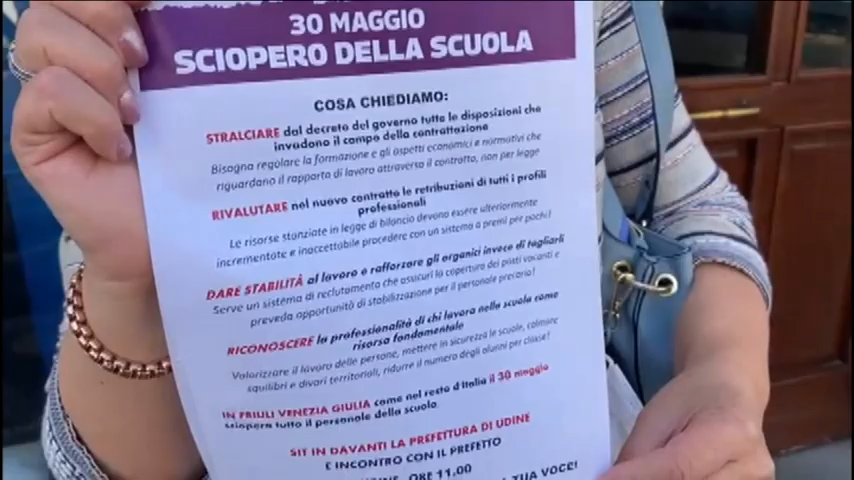 30 MAGGIO
SCIOPERO DELLA SCUOLA
COSA CHIEDIAMO:
STRALCIARE dal decreto del governo tutte le disposizioni che
invadono il campo della contrattazione
Bisogna regolare la formazione e gli aspetti economici e normativi che
riguardano il rapporto di lavoro attraverso il contratto, non per legge
RIVALUTARE nel nuovo contratto le retribuzioni di tutti i profili
professionali
Le risorse stanziate in legge di bilancio devono essere ulteriormente
incrementate e inaccettabile procedere con un sistema a premi per pochi!
DARE STABILITÀ al lavoro e rafforzare gli organici invece di tagliarli
Serve un sistema di reclutamento che assicuri la copertura dei posti vacanti e
preveda opportunità di stabilizzazione per il personale precario!
RICONOSCERE la professionalità di chi lavora nella scuola come
risorsa fondamentale
Valorizzare il lavoro delle persone, mettere in sicurezza le scuole, colmare
squilibri e divari territoriali, ridurre il numero degli alunni per classe!
IN FRIULI VENEZIA GIULIA come nel resto d'Italia il 30 maggio
sciopera tutto il personale della scuola.
SIT IN DAVANTI LA PREFETTURA DI UDINE
E INCONTRO CON IL PREFETTO
ORE 11.00
TUA VOCE!